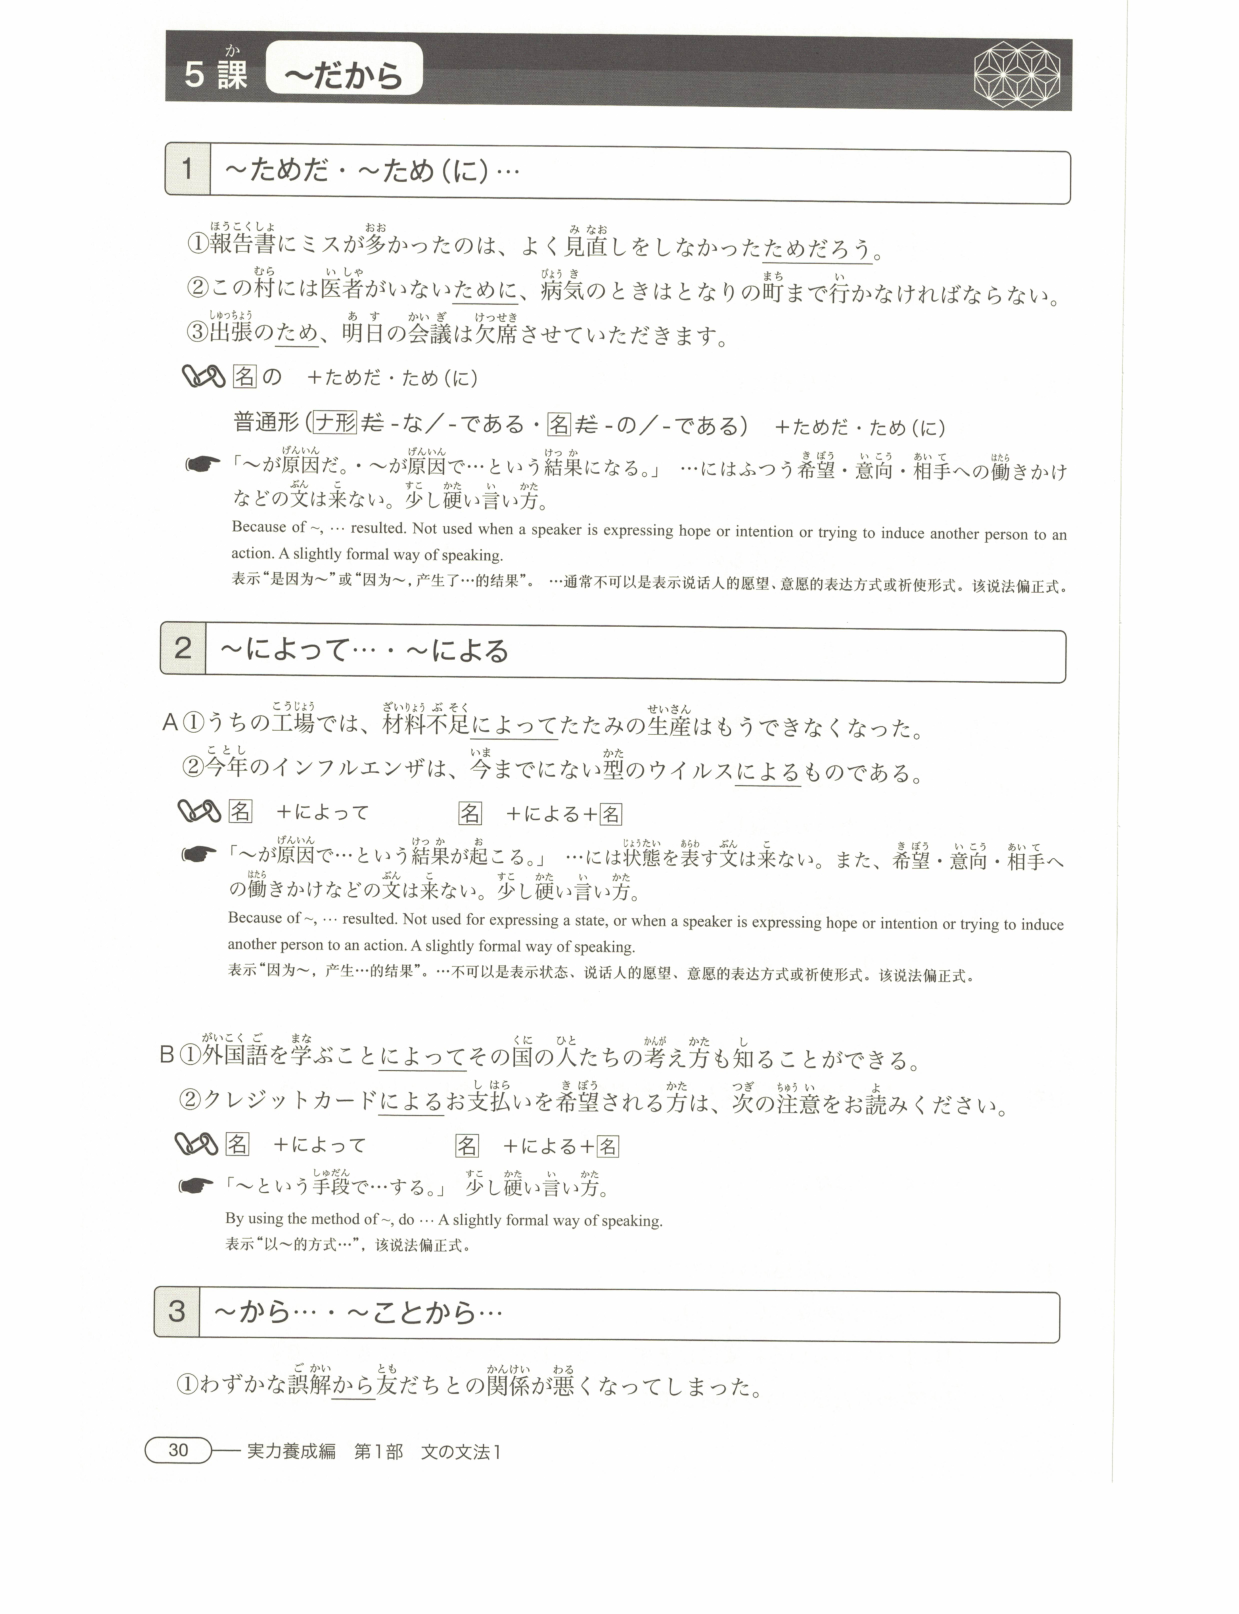 5課 ～だから
1 ～ためだ・～ため（に）…
①報告書にミスが多かったのは、よく見直しをしなかったためだろう。
②この村には医者がいないために、病気のときはとなりの町まで行かなければならない。
③出張のため、明日の会議は欠席させていただきます。
名の ＋ためだ・ため（に）
普通形（ナ形だ -な／-である・名だ -の／-である） ＋ためだ・ため（に）
「～が原因だ。・～が原因で…という結果になる。」 …にはふつう希望・意向・相手への働きかけ
などの文は来ない。少し硬い言い方。
Because of ~, … resulted. Not used when a speaker is expressing hope or intention or trying to induce another person to an
action. A slightly formal way of speaking.
表示“是因为～”或“因为～，产生了…的结果”。 …通常不可以是表示说话人的愿望、意愿的表达方式或祈使形式。该说法偏正式。
2 ～によって…・～による
A①うちの工場では、材料不足によってたたみの生産はもうできなくなった。
②今年のインフルエンザは、今までにない型のウイルスによるものである。
名 ＋によって 名 ＋による＋名
「～が原因で…という結果が起こる。」 …には状態を表す文は来ない。また、希望・意向・相手へ
の働きかけなどの文は来ない。少し硬い言い方。
Because of ~, … resulted. Not used for expressing a state, or when a speaker is expressing hope or intention or trying to induce
another person to an action. A slightly formal way of speaking.
表示“因为～，产生…的结果”。…不可以是表示状态、说话人的愿望、意愿的表达方式或祈使形式。该说法偏正式。
B①外国語を学ぶことによってその国の人たちの考え方も知ることができる。
②クレジットカードによるお支払いを希望される方は、次の注意をお読みください。
名 ＋によって 名 ＋による＋名
「～という手段で…する。」 少し硬い言い方。
By using the method of ~, do … A slightly formal way of speaking.
表示“以～的方式…”，该说法偏正式。
3 ～から…・～ことから…
①わずかな誤解から友だちとの関係が悪くなってしまった。
30 実力養成編 第1部 文の文法1